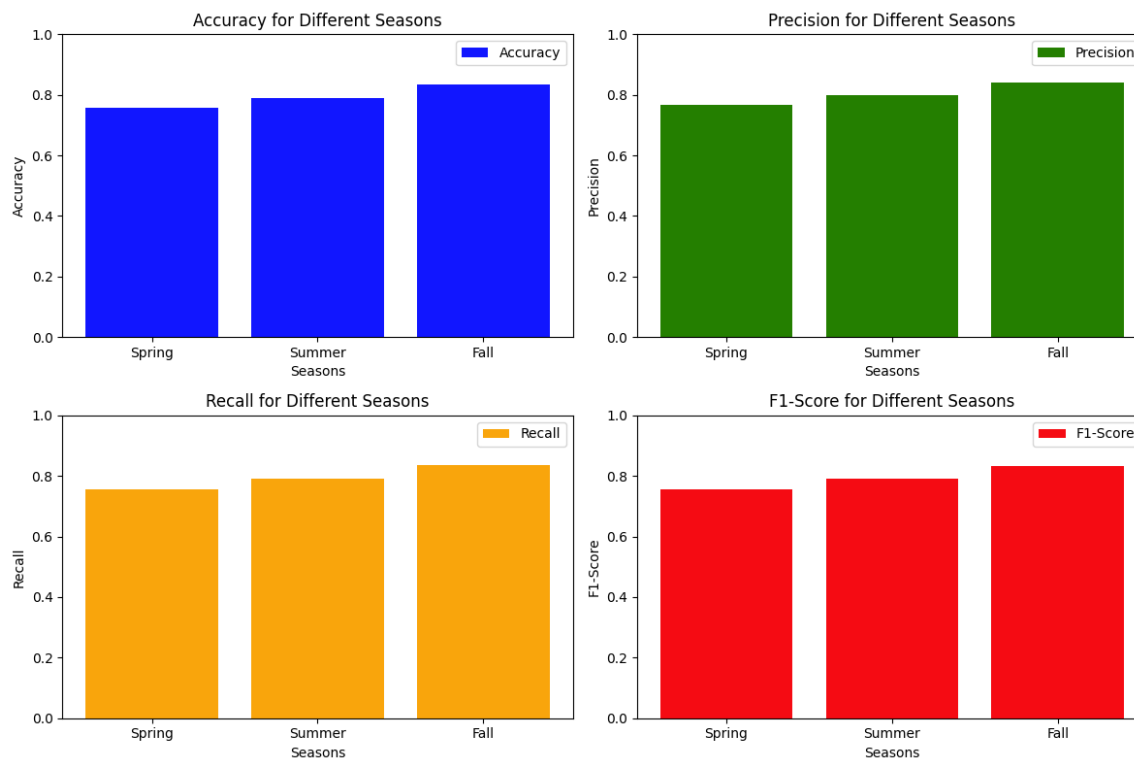 Accuracy for Different Seasons
1.0
0.8
0.6
0.4
0.2
0.0
Accuracy
Accuracy
Spring Summer Fall
Seasons
Precision for Different Seasons
1.0
0.8
0.6
0.4
0.2
0.0
Precision
Precision
Spring Summer Fall
Seasons
Recall for Different Seasons
1.0
0.8
0.6
0.4
0.2
0.0
Recall
Recall
Spring Summer Fall
Seasons
F1-Score for Different Seasons
1.0
0.8
0.6
0.4
0.2
0.0
F1-Score
F1-Score
Spring Summer Fall
Seasons